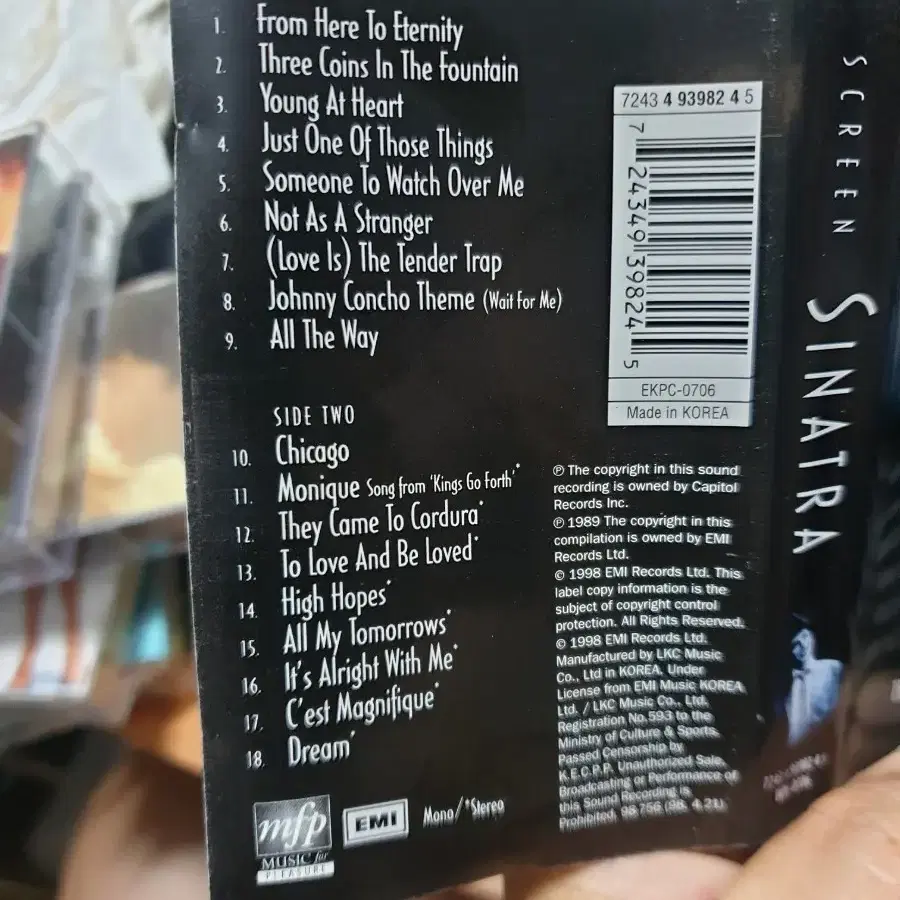 1. From Here To Eternity
2. Three Coins In The Fountain
3. Young At Heart
4. Just One Of Those Things
5. Someone To Watch Over Me
6. Not As A Stranger
7. (Love Is) The Tender Trap
8. Johnny Concho Theme (Wait For Me)
9. All The Way
SIDE TWO
10. Chicago
11. Monique Song from 'Kings Go Forth'*
12. They Came To Cordura*
13. To Love And Be Loved*
14. High Hopes*
15. All My Tomorrows*
16. It's Alright With Me*
17. C'est Magnifique*
18. Dream*
mfp
MUSIC for
PLEASURE
EMI
Mono/*Stereo
7243 4 93982 4 5
7 24349 39824 5
EKPC-0706
Made in KOREA
℗ The copyright in this sound
recording is owned by Capitol
Records Inc.
℗ 1989 The copyright in this
compilation is owned by EMI
Records Ltd.
© 1998 EMI Records Ltd. This
label copy information is the
subject of copyright control
protection. All Rights Reserved.
© 1998 EMI Records Ltd.
Manufactured by LKC Music
Co., Ltd in KOREA, Under
License from EMI Music KOREA
Ltd. / LKC Music Co., Ltd.
Registration No.593 to the
Ministry of Culture & Sports.
Passed Censorship by
K.E.C.P.P. Unauthorized Sale,
Broadcasting or Performance of
this Sound Recording is
Prohibited. 98.756 (98. 4.21)
SCREEN SINATRA